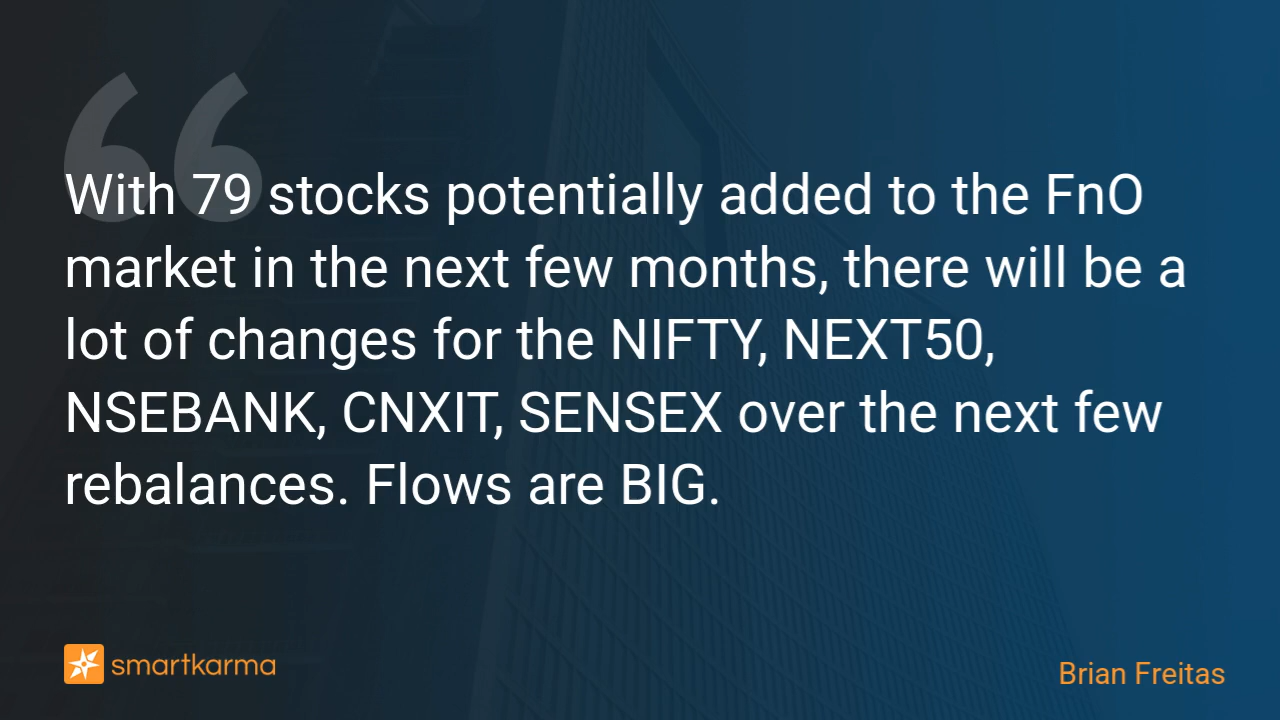 “
With 79 stocks potentially added to the FnO
market in the next few months, there will be a
lot of changes for the NIFTY, NEXT50,
NSEBANK, CNXIT, SENSEX over the next few
rebalances. Flows are BIG.
smartkarma
Brian Freitas